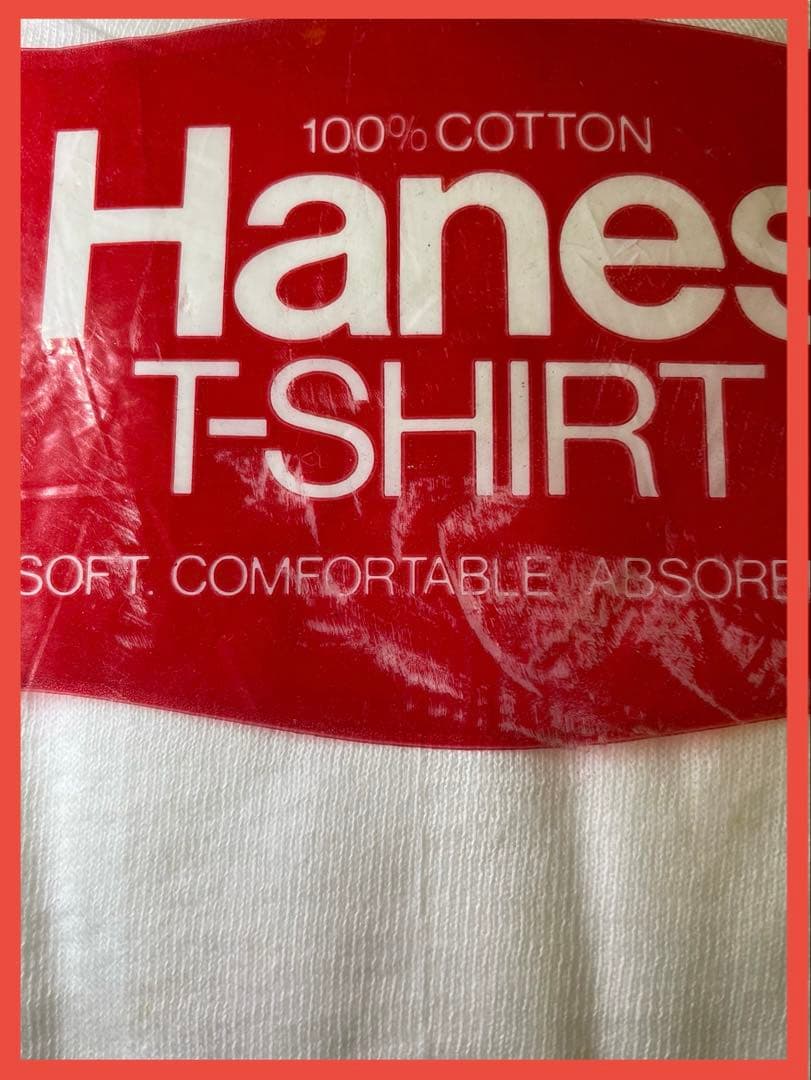 100% COTTON
Hanes
T-SHIRT
SOFT. COMFORTABLE ABSORB